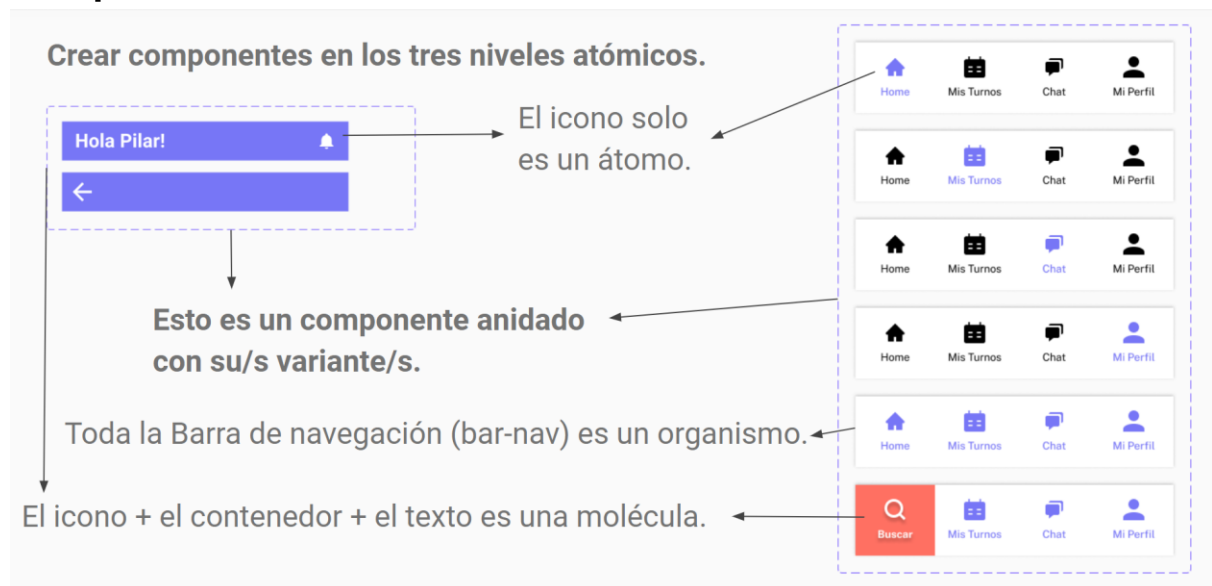 Crear componentes en los tres niveles atómicos.
Hola Pilar!
El icono solo
es un átomo.
Esto es un componente anidado
con su/s variante/s.
Toda la Barra de navegación (bar-nav) es un organismo.
El icono + el contenedor + el texto es una molécula.
Home Mis Turnos Chat Mi Perfil
Home Mis Turnos Chat Mi Perfil
Home Mis Turnos Chat Mi Perfil
Home Mis Turnos Chat Mi Perfil
Home Mis Turnos Chat Mi Perfil
Buscar Mis Turnos Chat Mi Perfil